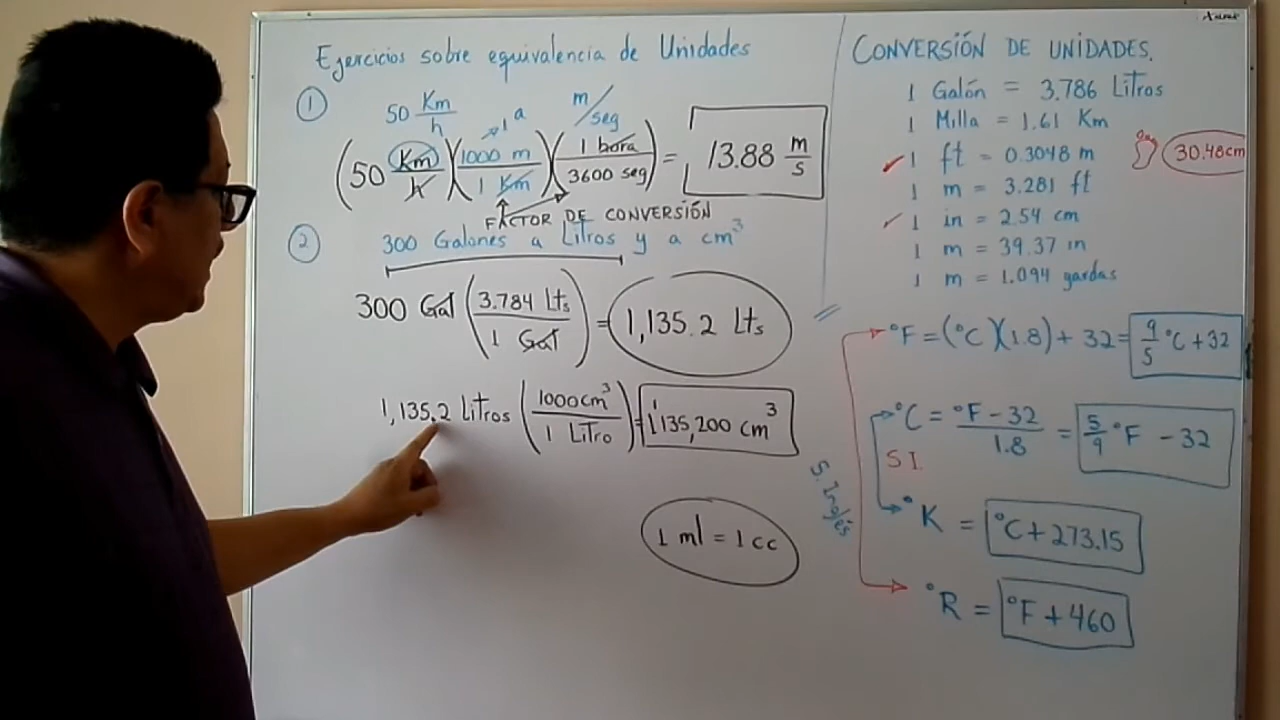 Ejercicios sobre equivalencia de Unidades
① 50 Km/h → a m/seg
(50 Km/h)(1000 m/1 Km)(1 hora/3600 seg) = 13.88 m/s
FACTOR DE CONVERSIÓN
② 300 Galones a Litros y a cm³
300 Gal (3.784 Lts/1 Gal) = 1,135.2 Lts
1,135.2 Litros (1000 cm³/1 Litro) = 1'135,200 cm³
1 ml = 1 cc
CONVERSIÓN DE UNIDADES.
1 Galón = 3.786 Litros
1 Milla = 1.61 Km
✓ 1 ft = 0.3048 m 30.48cm
1 m = 3.281 ft
✓ 1 in = 2.54 cm
1 m = 39.37 in
1 m = 1.094 yardas
°F = (°C)(1.8) + 32 = 9/5 °C + 32
°C = °F - 32/1.8 = 5/9 °F - 32
S I.
S. Inglés
°K = °C + 273.15
°R = °F + 460